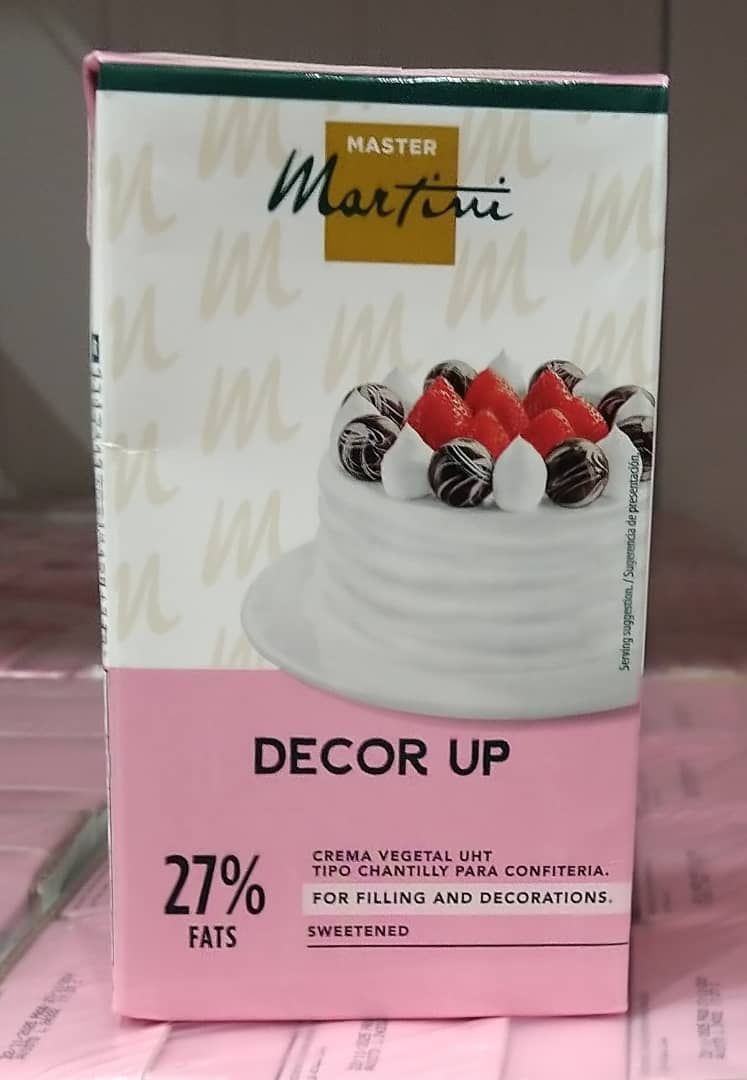 MASTER
Martini
Serving suggestion. / Sugerencia de presentación.
DECOR UP
27%
FATS
CREMA VEGETAL UHT
TIPO CHANTILLY PARA CONFITERIA.
FOR FILLING AND DECORATIONS.
SWEETENED